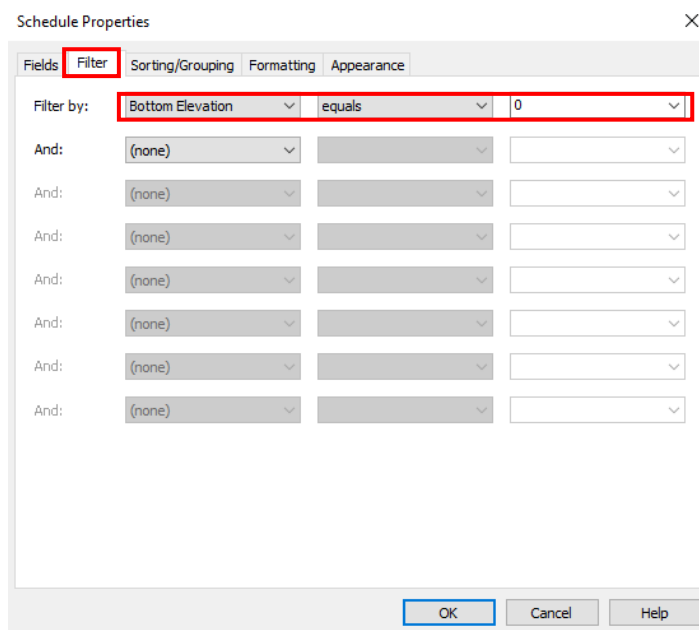 Schedule Properties
Fields Filter Sorting/Grouping Formatting Appearance
Filter by: Bottom Elevation equals 0
And: (none)
And: (none)
And: (none)
And: (none)
And: (none)
And: (none)
And: (none)
OK Cancel Help